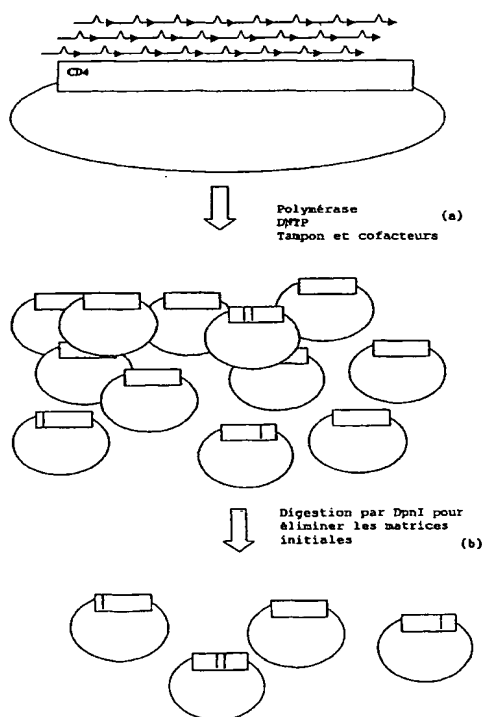 CD4
Polymérase (a)
DNTP
Tampon et cofacteurs
Digestion par DpnI pour
éliminer les matrices
initiales (b)